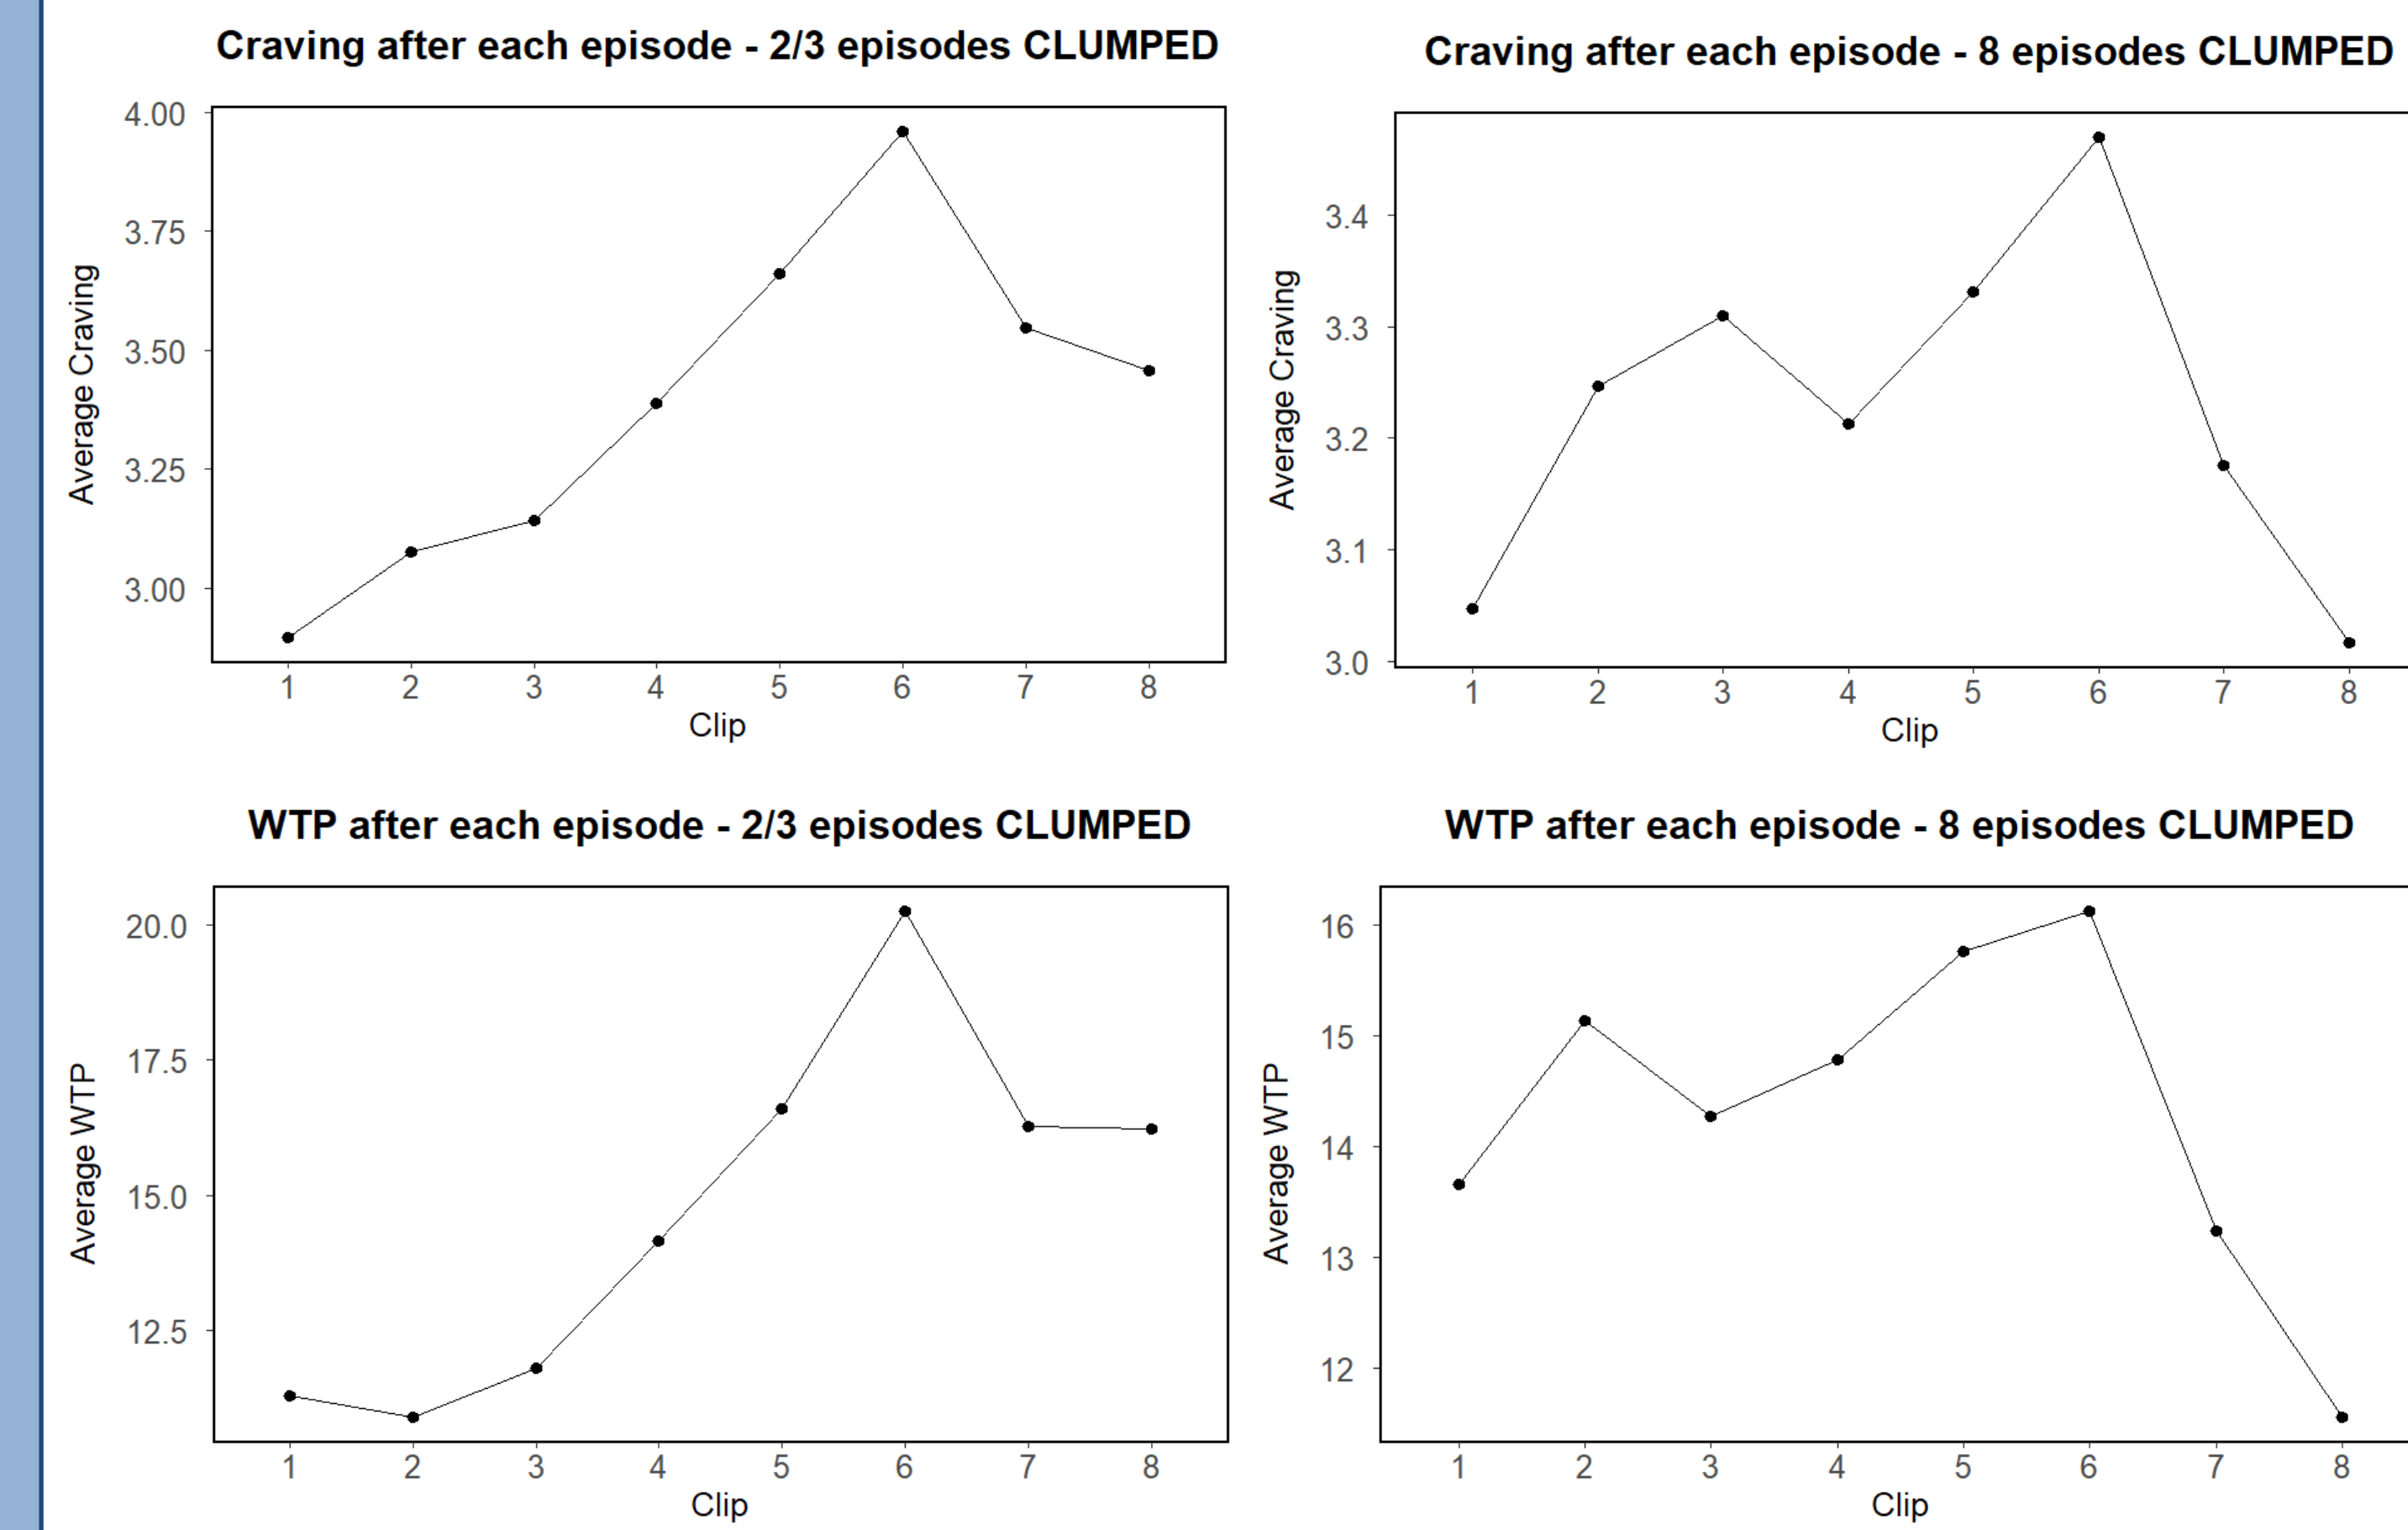 Craving after each episode - 2/3 episodes CLUMPED
4.00
3.75
3.50
3.25
3.00
Average Craving
1 2 3 4 5 6 7 8
Clip
Craving after each episode - 8 episodes CLUMPED
3.4
3.3
3.2
3.1
3.0
Average Craving
1 2 3 4 5 6 7 8
Clip
WTP after each episode - 2/3 episodes CLUMPED
20.0
17.5
15.0
12.5
Average WTP
1 2 3 4 5 6 7 8
Clip
WTP after each episode - 8 episodes CLUMPED
16
15
14
13
12
Average WTP
1 2 3 4 5 6 7 8
Clip